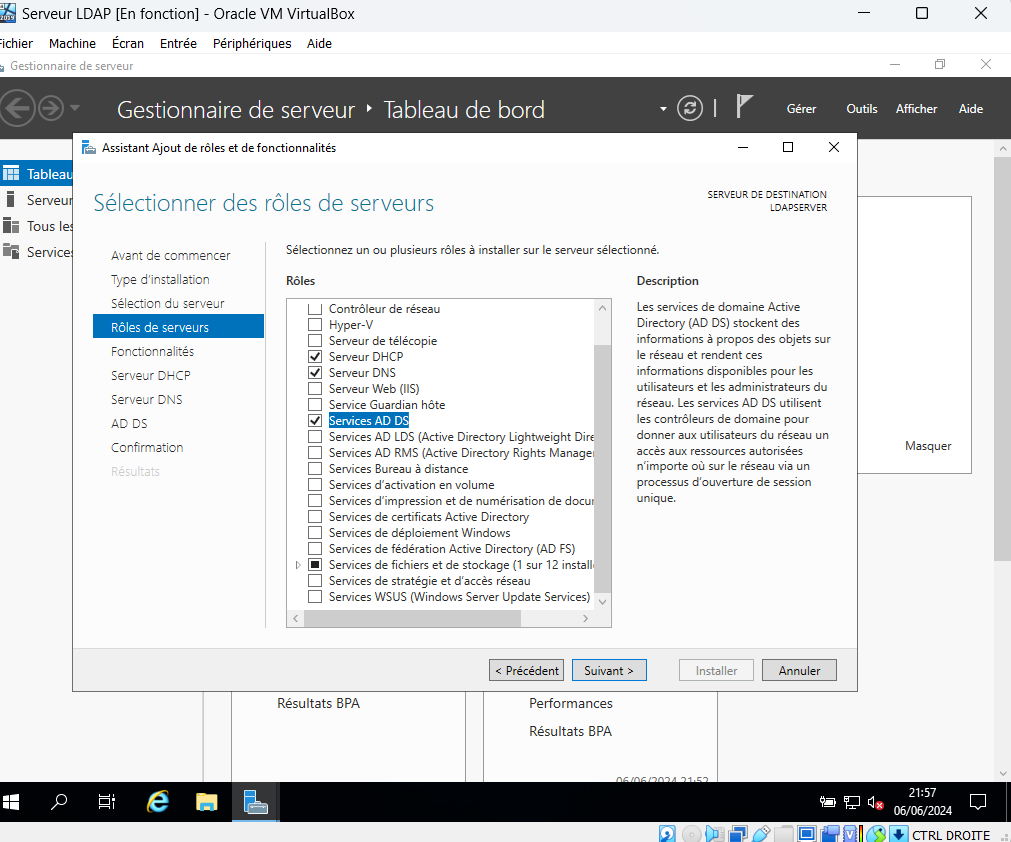 Serveur LDAP [En fonction] - Oracle VM VirtualBox
Fichier Machine Écran Entrée Périphériques Aide
Gestionnaire de serveur
Gestionnaire de serveur ‣ Tableau de bord
Gérer Outils Afficher Aide
Assistant Ajout de rôles et de fonctionnalités
Tableau
Serveur
Tous les
Services
Sélectionner des rôles de serveurs
SERVEUR DE DESTINATION
LDAPSERVER
Avant de commencer
Type d'installation
Sélection du serveur
Rôles de serveurs
Fonctionnalités
Serveur DHCP
Serveur DNS
AD DS
Confirmation
Résultats
Sélectionnez un ou plusieurs rôles à installer sur le serveur sélectionné.
Rôles
Contrôleur de réseau
Hyper-V
Serveur de télécopie
Serveur DHCP
Serveur DNS
Serveur Web (IIS)
Service Guardian hôte
Services AD DS
Services AD LDS (Active Directory Lightweight Dire
Services AD RMS (Active Directory Rights Manager
Services Bureau à distance
Services d'activation en volume
Services d'impression et de numérisation de docu
Services de certificats Active Directory
Services de déploiement Windows
Services de fédération Active Directory (AD FS)
Services de fichiers et de stockage (1 sur 12 install
Services de stratégie et d'accès réseau
Services WSUS (Windows Server Update Services)
Description
Les services de domaine Active
Directory (AD DS) stockent des
informations à propos des objets sur
le réseau et rendent ces
informations disponibles pour les
utilisateurs et les administrateurs du
réseau. Les services AD DS utilisent
les contrôleurs de domaine pour
donner aux utilisateurs du réseau un
accès aux ressources autorisées
n'importe où sur le réseau via un
processus d'ouverture de session
unique.
Masquer
< Précédent Suivant > Installer Annuler
Résultats BPA
Performances
Résultats BPA
06/06/2024 21:52
21:57
06/06/2024
CTRL DROITE